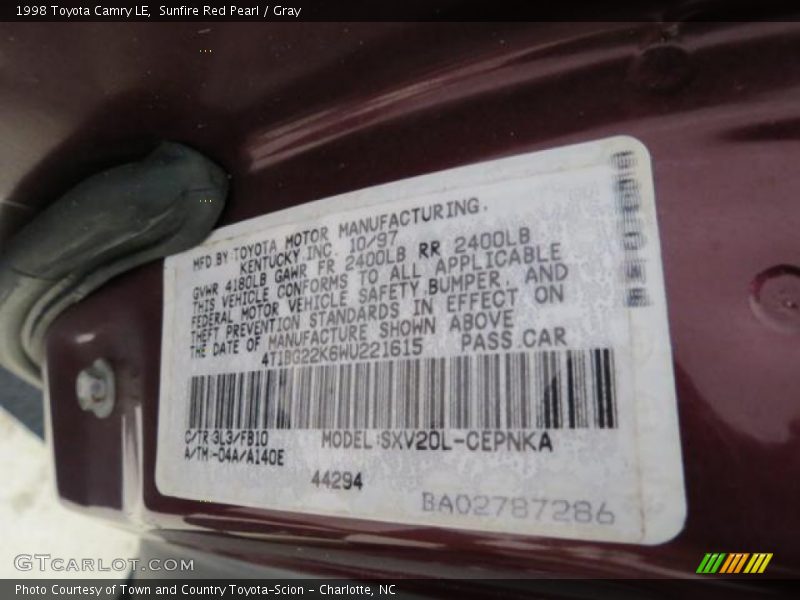 1998 Toyota Camry LE, Sunfire Red Pearl / Gray
MFD BY TOYOTA MOTOR MANUFACTURING.
KENTUCKY INC. 10/97
GVWR 4180LB GAWR FR 2400LB RR 2400LB
THIS VEHICLE CONFORMS TO ALL APPLICABLE
FEDERAL MOTOR VEHICLE SAFETY, BUMPER, AND
THEFT PREVENTION STANDARDS IN EFFECT ON
THE DATE OF MANUFACTURE SHOWN ABOVE
4T1BG22K6WU221615 PASS.CAR
C/TR:3L3/FB10 MODEL:SXV20L-CEPNKA
A/TM:-04A/A140E
44294
BA02787286
GTCARLOT.COM
Photo Courtesy of Town and Country Toyota-Scion - Charlotte, NC